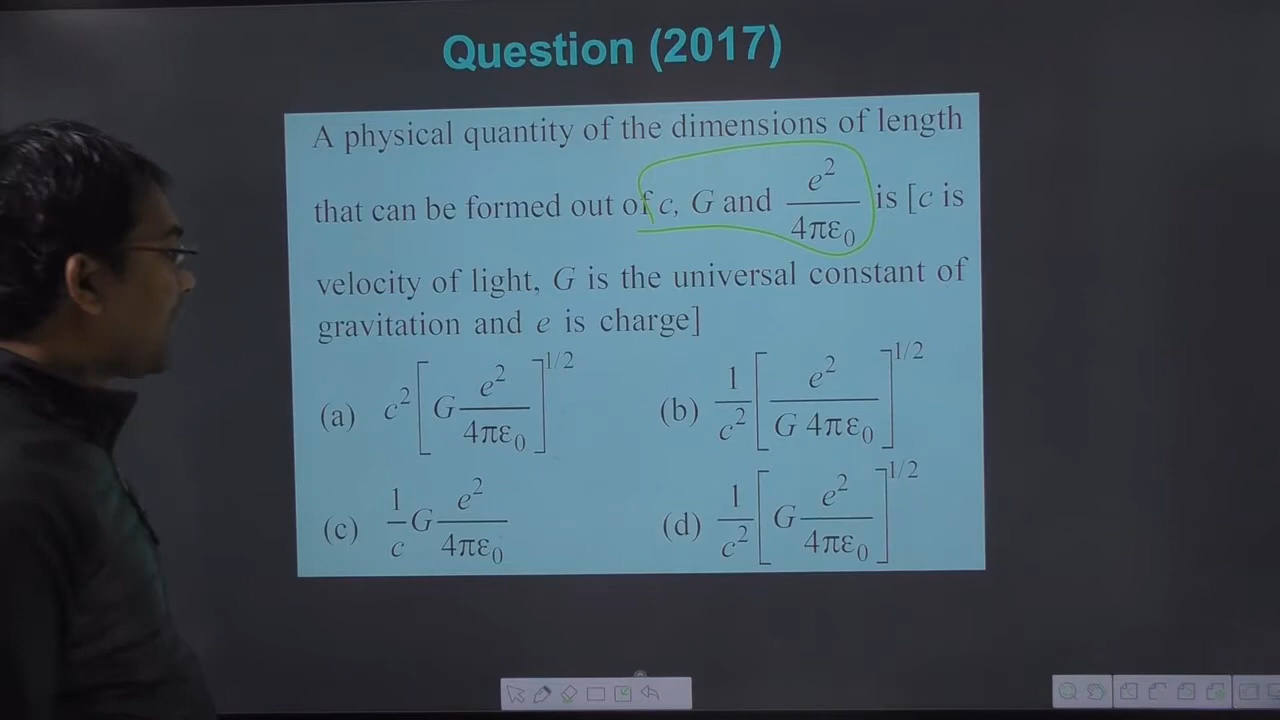 Question (2017)
A physical quantity of the dimensions of length
that can be formed out of c, G and e²/4πε₀ is [c is
velocity of light, G is the universal constant of
gravitation and e is charge]
(a) c²[G e²/4πε₀]^1/2
(b) 1/c² [e²/G 4πε₀]^1/2
(c) 1/c G e²/4πε₀
(d) 1/c² [G e²/4πε₀]^1/2